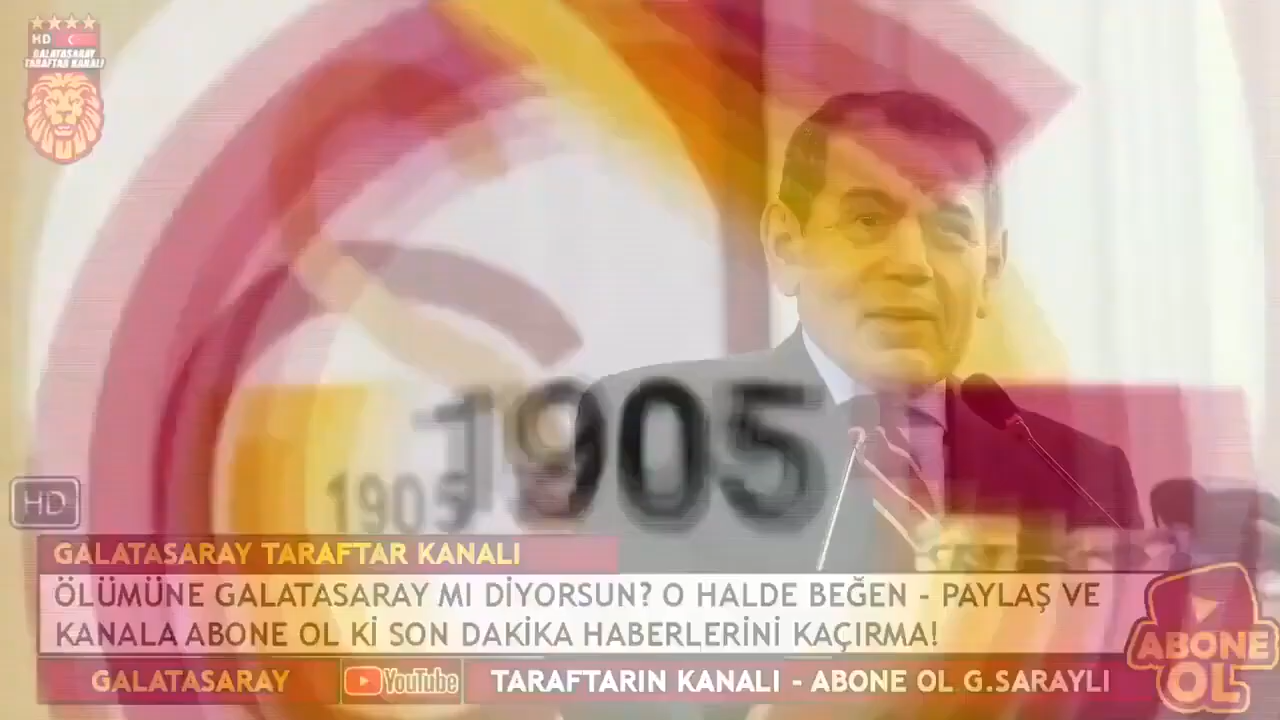 HD
GALATASARAY
TARAFTAR KANALI
1905
1905
HD
GALATASARAY TARAFTAR KANALI
ÖLÜMÜNE GALATASARAY MI DİYORSUN? O HALDE BEĞEN - PAYLAŞ VE
KANALA ABONE OL Kİ SON DAKİKA HABERLERİNİ KAÇIRMA!
ABONE
OL
GALATASARAY YouTube TARAFTARIN KANALI - ABONE OL G.SARAYLI